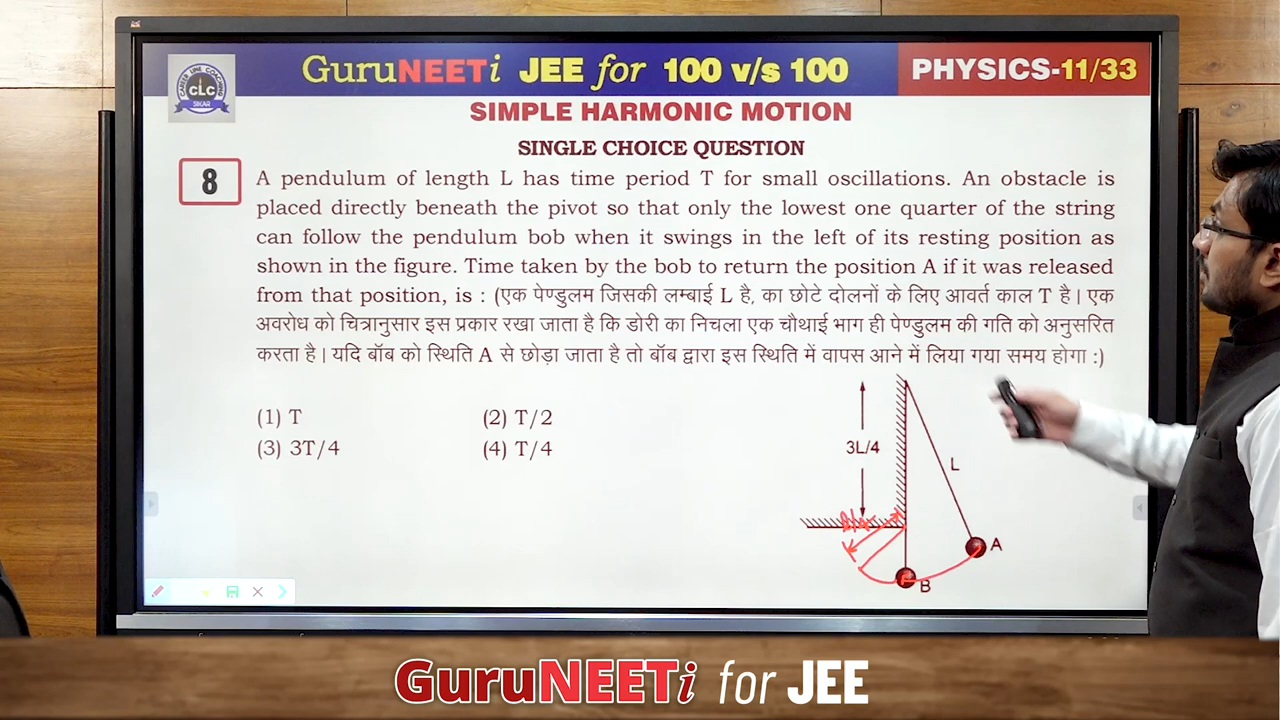 GuruNEETi JEE for 100 v/s 100
PHYSICS-11/33
CAREER LINE COACHING
CLC
SIKAR
SIMPLE HARMONIC MOTION
SINGLE CHOICE QUESTION
8
A pendulum of length L has time period T for small oscillations. An obstacle is
placed directly beneath the pivot so that only the lowest one quarter of the string
can follow the pendulum bob when it swings in the left of its resting position as
shown in the figure. Time taken by the bob to return the position A if it was released
from that position, is : (एक पेण्डुलम जिसकी लम्बाई L है, का छोटे दोलनों के लिए आवर्त काल T है। एक
अवरोध को चित्रानुसार इस प्रकार रखा जाता है कि डोरी का निचला एक चौथाई भाग ही पेण्डुलम की गति को अनुसरित
करता है। यदि बॉब को स्थिति A से छोड़ा जाता है तो बॉब द्वारा इस स्थिति में वापस आने में लिया गया समय होगा :)
(1) T
(2) T/2
(3) 3T/4
(4) T/4
3L/4
L
A
B
GuruNEETi for JEE